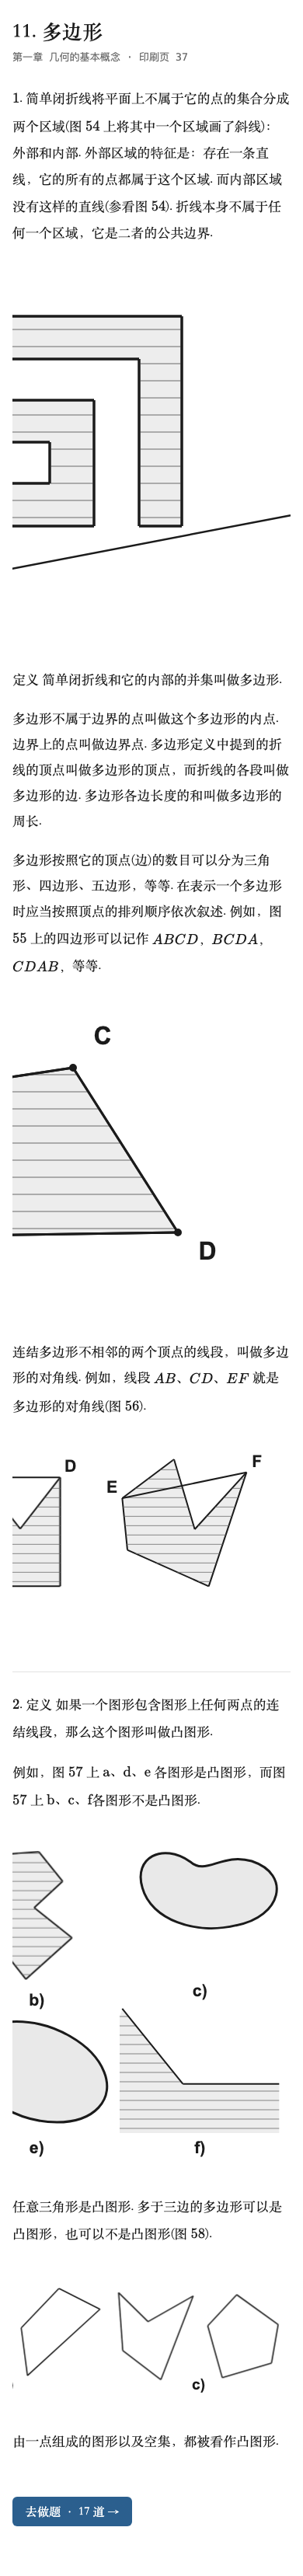 11. 多边形
第一章 几何的基本概念 · 印刷页 37
1. 简单闭折线将平面上不属于它的点的集合分成
两个区域(图 54 上将其中一个区域画了斜线)：
外部和内部. 外部区域的特征是：存在一条直
线，它的所有的点都属于这个区域. 而内部区域
没有这样的直线(参看图 54). 折线本身不属于任
何一个区域，它是二者的公共边界.
定义 简单闭折线和它的内部的并集叫做多边形.
多边形不属于边界的点叫做这个多边形的内点.
边界上的点叫做边界点. 多边形定义中提到的折
线的顶点叫做多边形的顶点，而折线的各段叫做
多边形的边. 多边形各边长度的和叫做多边形的
周长.
多边形按照它的顶点(边)的数目可以分为三角
形、四边形、五边形，等等. 在表示一个多边形
时应当按照顶点的排列顺序依次叙述. 例如，图
55 上的四边形可以记作 ABCD，BCDA，
CDAB，等等.
C
D
连结多边形不相邻的两个顶点的线段，叫做多边
形的对角线. 例如，线段 AB、CD、EF 就是
多边形的对角线(图 56).
D
E
F
2. 定义 如果一个图形包含图形上任何两点的连
结线段，那么这个图形叫做凸图形.
例如，图 57 上 a、d、e 各图形是凸图形，而图
57 上 b、c、f各图形不是凸图形.
b)
c)
e)
f)
任意三角形是凸图形. 多于三边的多边形可以是
凸图形，也可以不是凸图形(图 58).
c)
由一点组成的图形以及空集，都被看作凸图形.
去做题 · 17 道 →